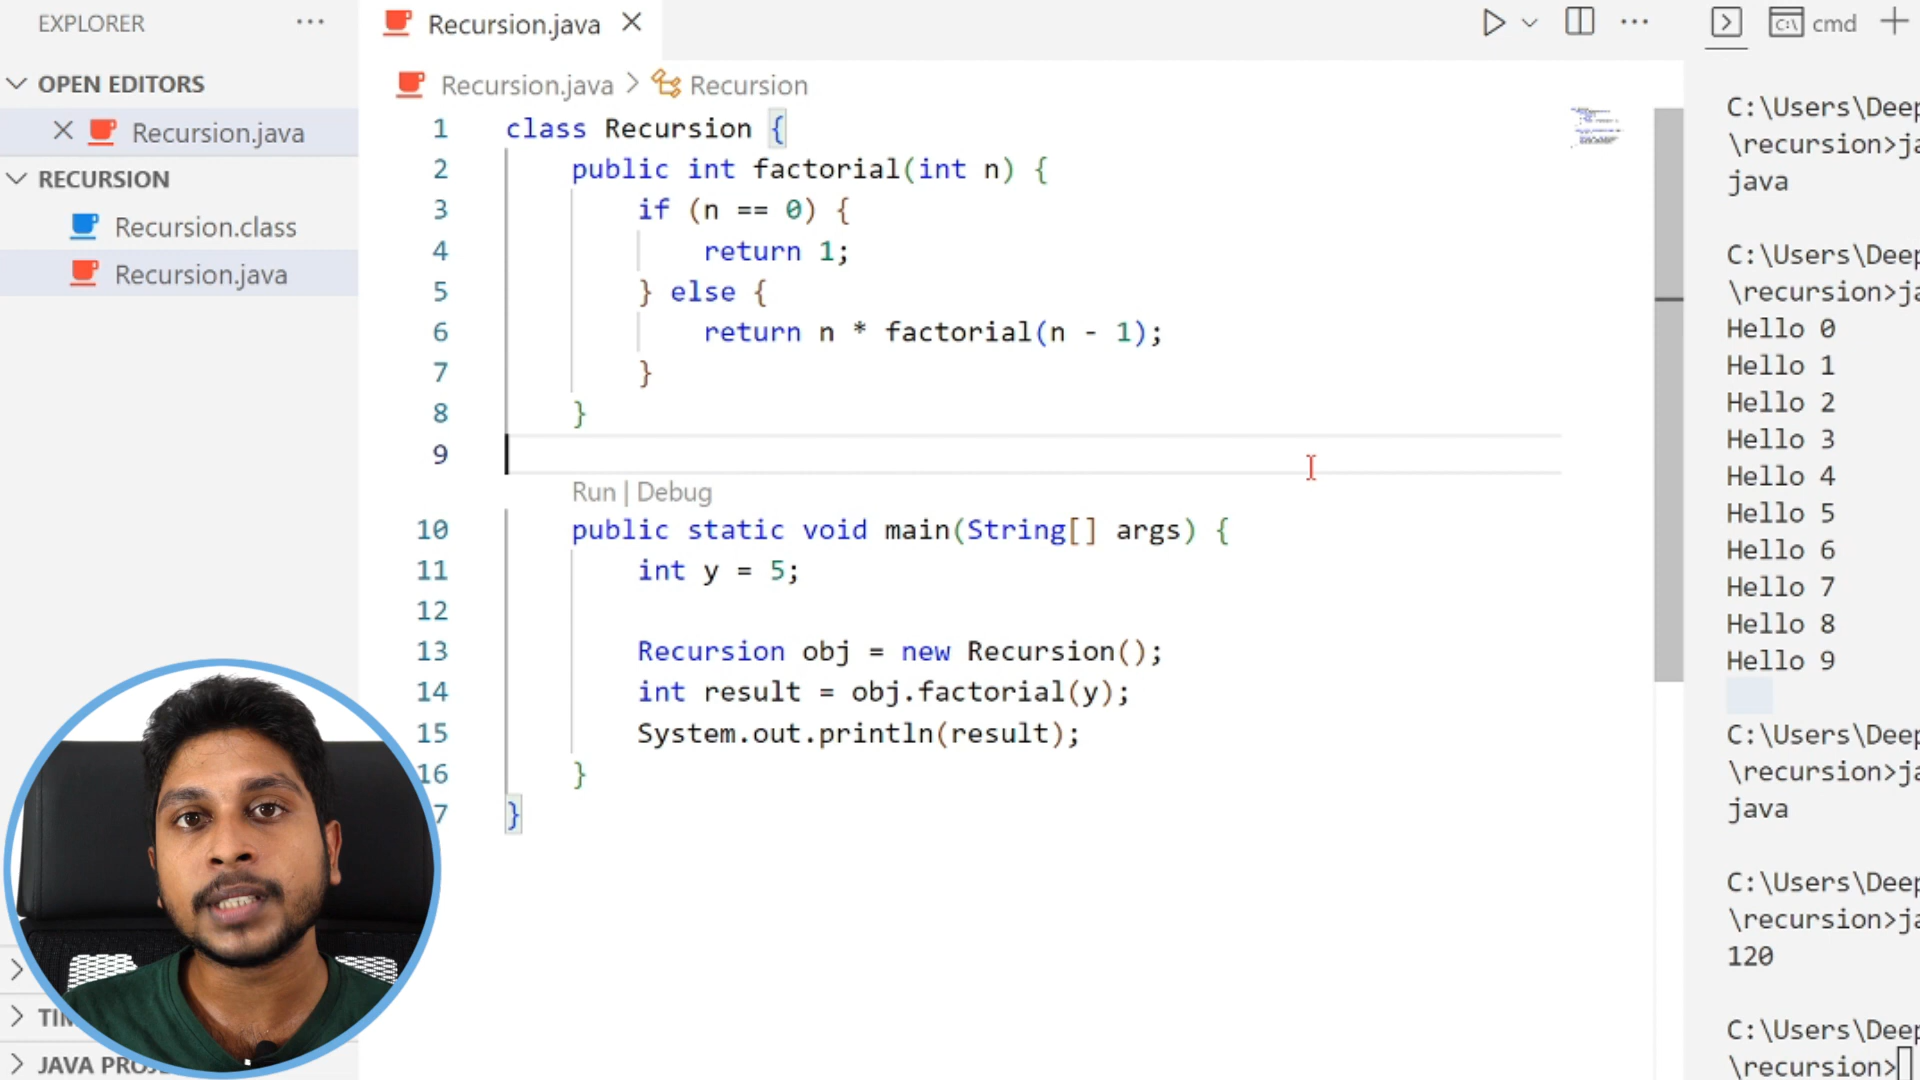 EXPLORER
OPEN EDITORS
Recursion.java
RECURSION
Recursion.class
Recursion.java
JAVA
Recursion.java
Recursion.java > Recursion
1 class Recursion {
2 public int factorial(int n) {
3 if (n == 0) {
4 return 1;
5 } else {
6 return n * factorial(n - 1);
7 }
8 }
9
Run | Debug
10 public static void main(String[] args) {
11 int y = 5;
12
13 Recursion obj = new Recursion();
14 int result = obj.factorial(y);
15 System.out.println(result);
16 }
7 }
cmd
C:\Users\Deep
\recursion>ja
java
C:\Users\Deep
\recursion>ja
Hello 0
Hello 1
Hello 2
Hello 3
Hello 4
Hello 5
Hello 6
Hello 7
Hello 8
Hello 9
C:\Users\Deep
\recursion>ja
java
C:\Users\Deep
\recursion>ja
120
C:\Users\Deep
\recursion>